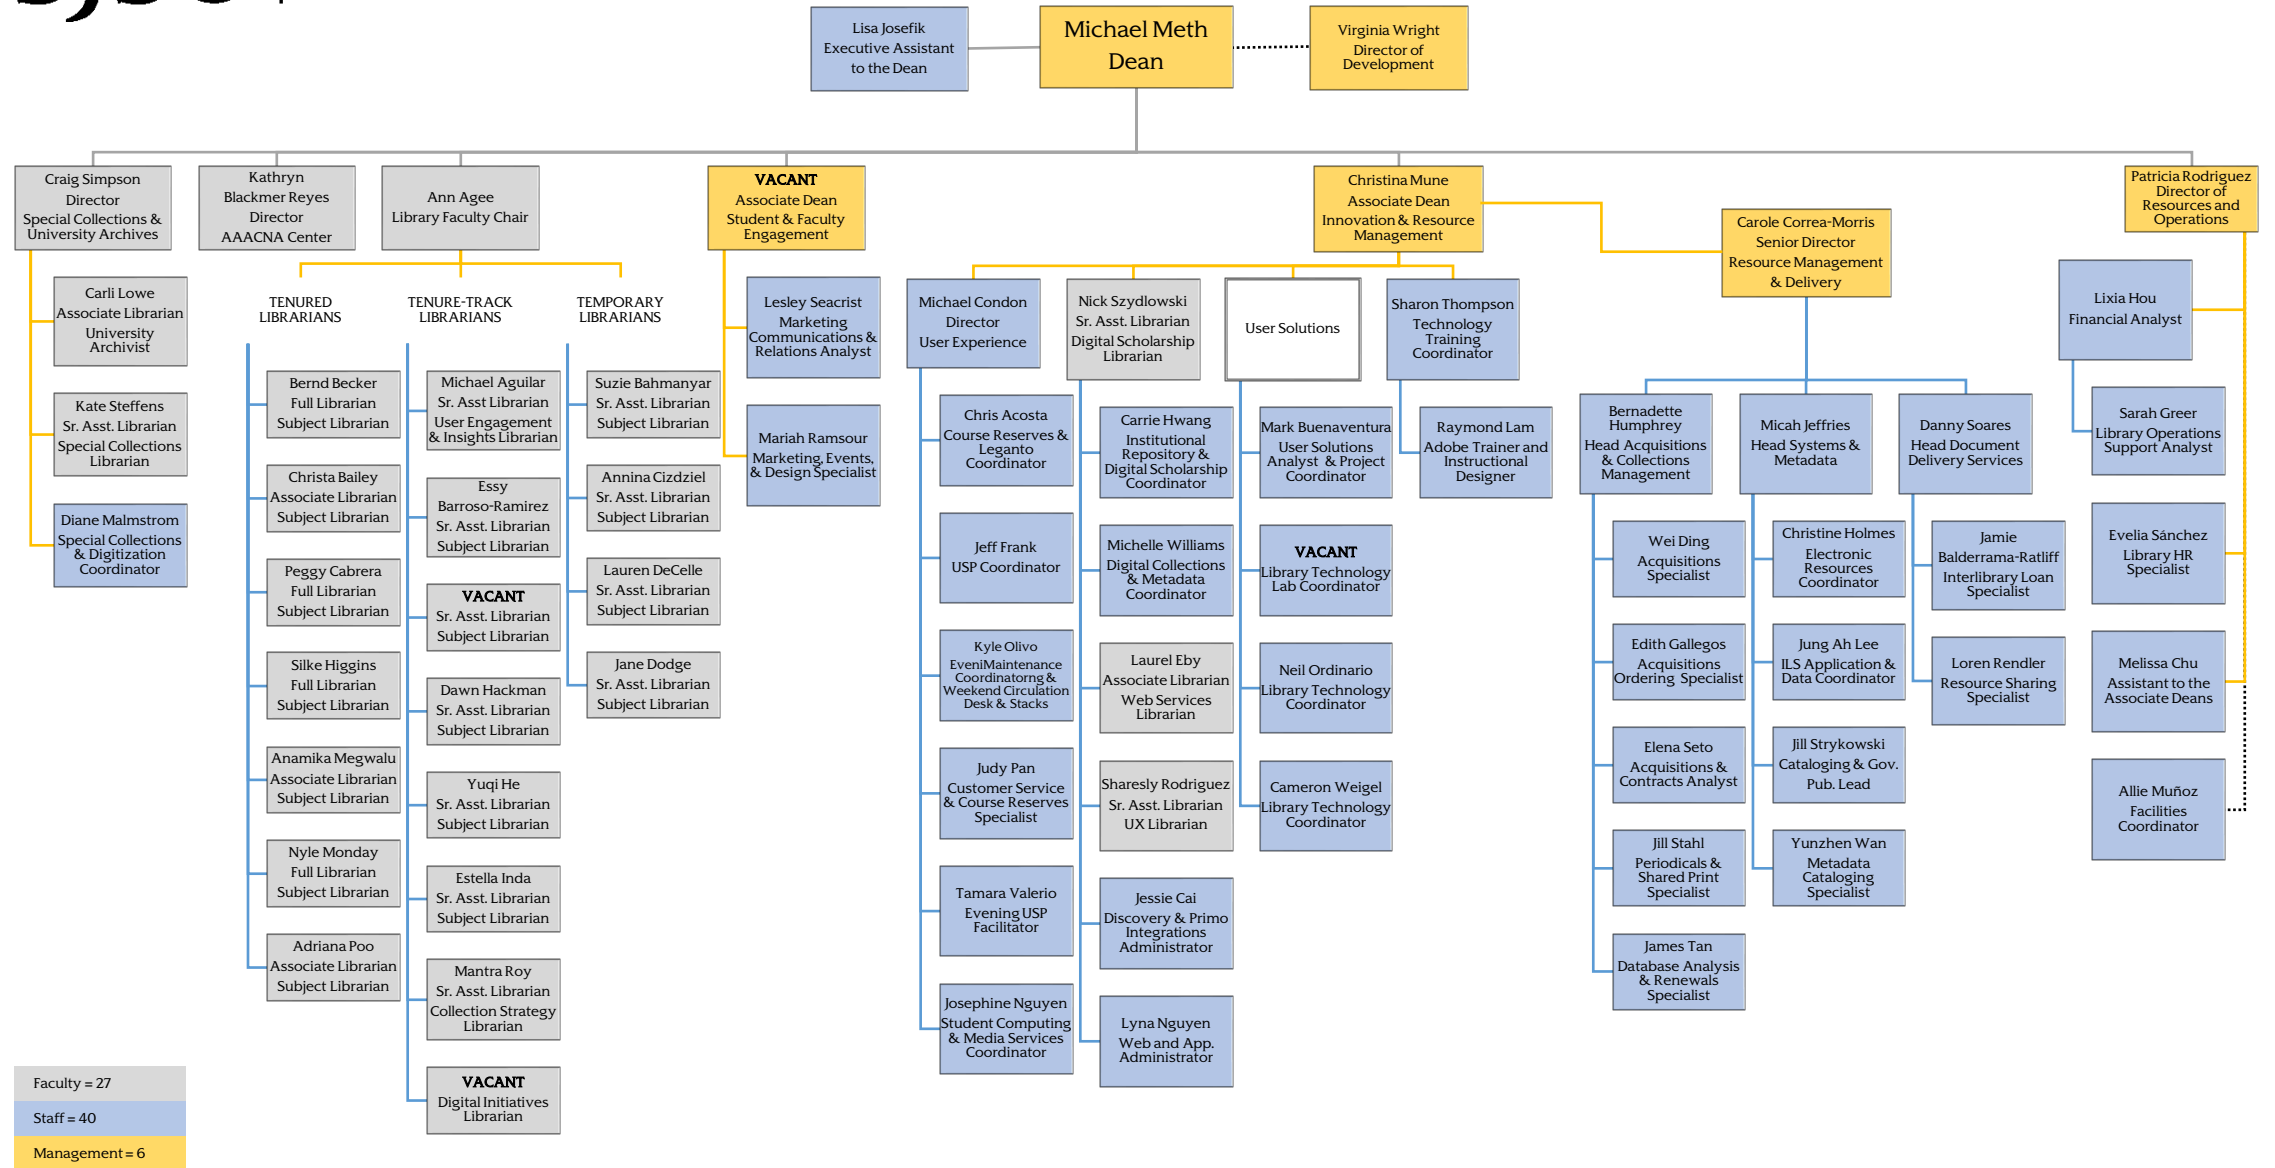 Lisa Josefik
Executive Assistant
to the Dean
Michael Meth
Dean
Virginia Wright
Director of
Development
Craig Simpson
Director
Special Collections &
University Archives
Kathryn
Blackmer Reyes
Director
AAACNA Center
Ann Agee
Library Faculty Chair
VACANT
Associate Dean
Student & Faculty
Engagement
Christina Mune
Associate Dean
Innovation & Resource
Management
Carole Correa-Morris
Senior Director
Resource Management
& Delivery
Patricia Rodriguez
Director of
Resources and
Operations
Carli Lowe
Associate Librarian
University
Archivist
Kate Steffens
Sr. Asst. Librarian
Special Collections
Librarian
Diane Malmstrom
Special Collections
& Digitization
Coordinator
TENURED
LIBRARIANS
Bernd Becker
Full Librarian
Subject Librarian
Christa Bailey
Associate Librarian
Subject Librarian
Peggy Cabrera
Full Librarian
Subject Librarian
Silke Higgins
Full Librarian
Subject Librarian
Anamika Megwalu
Associate Librarian
Subject Librarian
Nyle Monday
Full Librarian
Subject Librarian
Adriana Poo
Associate Librarian
Subject Librarian
TENURE-TRACK
LIBRARIANS
Michael Aguilar
Sr. Asst Librarian
User Engagement
& Insights Librarian
Essy
Barroso-Ramirez
Sr. Asst. Librarian
Subject Librarian
VACANT
Sr. Asst. Librarian
Subject Librarian
Dawn Hackman
Sr. Asst. Librarian
Subject Librarian
Yuqi He
Sr. Asst. Librarian
Subject Librarian
Estella Inda
Sr. Asst. Librarian
Subject Librarian
Mantra Roy
Sr. Asst. Librarian
Collection Strategy
Librarian
VACANT
Digital Initiatives
Librarian
TEMPORARY
LIBRARIANS
Suzie Bahmanyar
Sr. Asst. Librarian
Subject Librarian
Annina Cizdziel
Sr. Asst. Librarian
Subject Librarian
Lauren DeCelle
Sr. Asst. Librarian
Subject Librarian
Jane Dodge
Sr. Asst. Librarian
Subject Librarian
Lesley Seacrist
Marketing
Communications &
Relations Analyst
Mariah Ramsour
Marketing, Events,
& Design Specialist
Michael Condon
Director
User Experience
Chris Acosta
Course Reserves &
Leganto
Coordinator
Jeff Frank
USP Coordinator
Kyle Olivo
EveniMaintenance
Coordinatorng &
Weekend Circulation
Desk & Stacks
Judy Pan
Customer Service
& Course Reserves
Specialist
Tamara Valerio
Evening USP
Facilitator
Josephine Nguyen
Student Computing
& Media Services
Coordinator
Nick Szydlowski
Sr. Asst. Librarian
Digital Scholarship
Librarian
Carrie Hwang
Institutional
Repository &
Digital Scholarship
Coordinator
Michelle Williams
Digital Collections
& Metadata
Coordinator
Laurel Eby
Associate Librarian
Web Services
Librarian
Sharesly Rodriguez
Sr. Asst. Librarian
UX Librarian
Jessie Cai
Discovery & Primo
Integrations
Administrator
Lyna Nguyen
Web and App.
Administrator
User Solutions
Mark Buenaventura
User Solutions
Analyst & Project
Coordinator
VACANT
Library Technology
Lab Coordinator
Neil Ordinario
Library Technology
Coordinator
Cameron Weigel
Library Technology
Coordinator
Sharon Thompson
Technology
Training
Coordinator
Raymond Lam
Adobe Trainer and
Instructional
Designer
Bernadette
Humphrey
Head Acquisitions
& Collections
Management
Wei Ding
Acquisitions
Specialist
Edith Gallegos
Acquisitions
Ordering Specialist
Elena Seto
Acquisitions &
Contracts Analyst
Jill Stahl
Periodicals &
Shared Print
Specialist
James Tan
Database Analysis
& Renewals
Specialist
Micah Jeffries
Head Systems &
Metadata
Christine Holmes
Electronic
Resources
Coordinator
Jung Ah Lee
ILS Application &
Data Coordinator
Jill Strykowski
Cataloging & Gov.
Pub. Lead
Yunzhen Wan
Metadata
Cataloging
Specialist
Danny Soares
Head Document
Delivery Services
Jamie
Balderrama-Ratliff
Interlibrary Loan
Specialist
Loren Rendler
Resource Sharing
Specialist
Lixia Hou
Financial Analyst
Sarah Greer
Library Operations
Support Analyst
Evelia Sánchez
Library HR
Specialist
Melissa Chu
Assistant to the
Associate Deans
Allie Muñoz
Facilities
Coordinator
Faculty = 27
Staff = 40
Management = 6